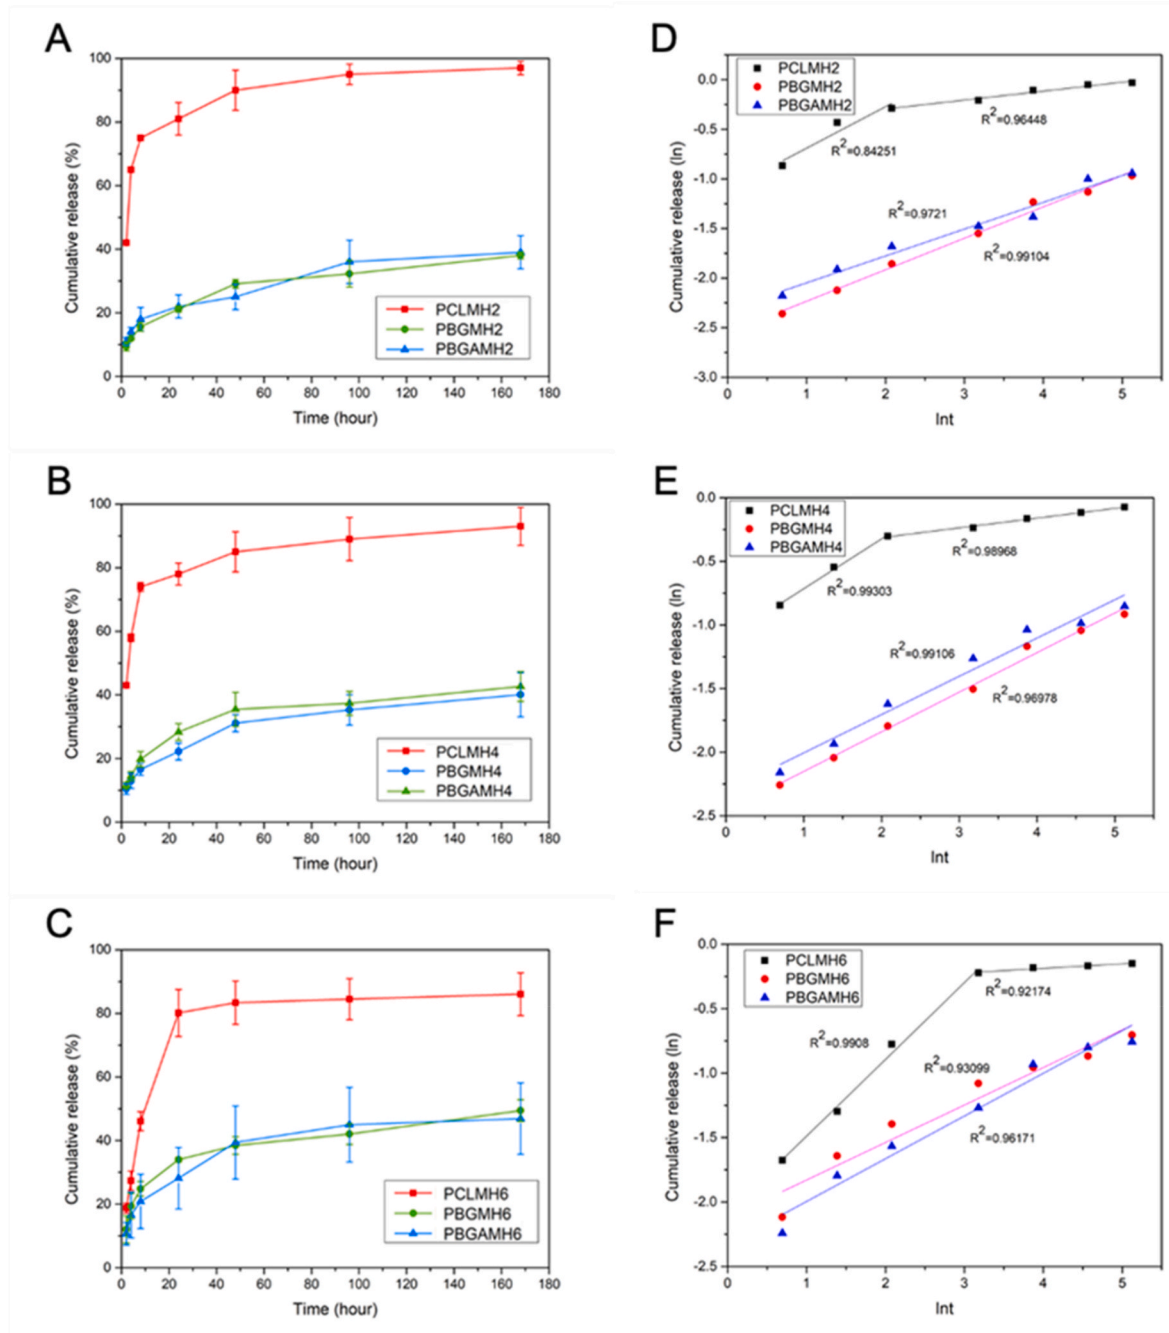 A
Cumulative release (%)
100
80
60
40
20
0
PCLMH2
PBGMH2
PBGAMH2
0 20 40 60 80 100 120 140 160 180
Time (hour)
D
Cumulative release (ln)
0.0
-0.5
-1.0
-1.5
-2.0
-2.5
-3.0
PCLMH2
PBGMH2
PBGAMH2
R2=0.96448
R2=0.84251
R2=0.9721
R2=0.99104
0 1 2 3 4 5
Int
B
Cumulative release (%)
100
80
60
40
20
0
PCLMH4
PBGMH4
PBGAMH4
0 20 40 60 80 100 120 140 160 180
Time (hour)
E
Cumulative release (ln)
0.0
-0.5
-1.0
-1.5
-2.0
-2.5
PCLMH4
PBGMH4
PBGAMH4
R2=0.98968
R2=0.99303
R2=0.99106
R2=0.96978
0 1 2 3 4 5
Int
C
Cumulative release (%)
100
80
60
40
20
0
PCLMH6
PBGMH6
PBGAMH6
0 20 40 60 80 100 120 140 160 180
Time (hour)
F
Cumulative release (ln)
0.0
-0.5
-1.0
-1.5
-2.0
-2.5
PCLMH6
PBGMH6
PBGAMH6
R2=0.92174
R2=0.9908
R2=0.93099
R2=0.96171
0 1 2 3 4 5
Int